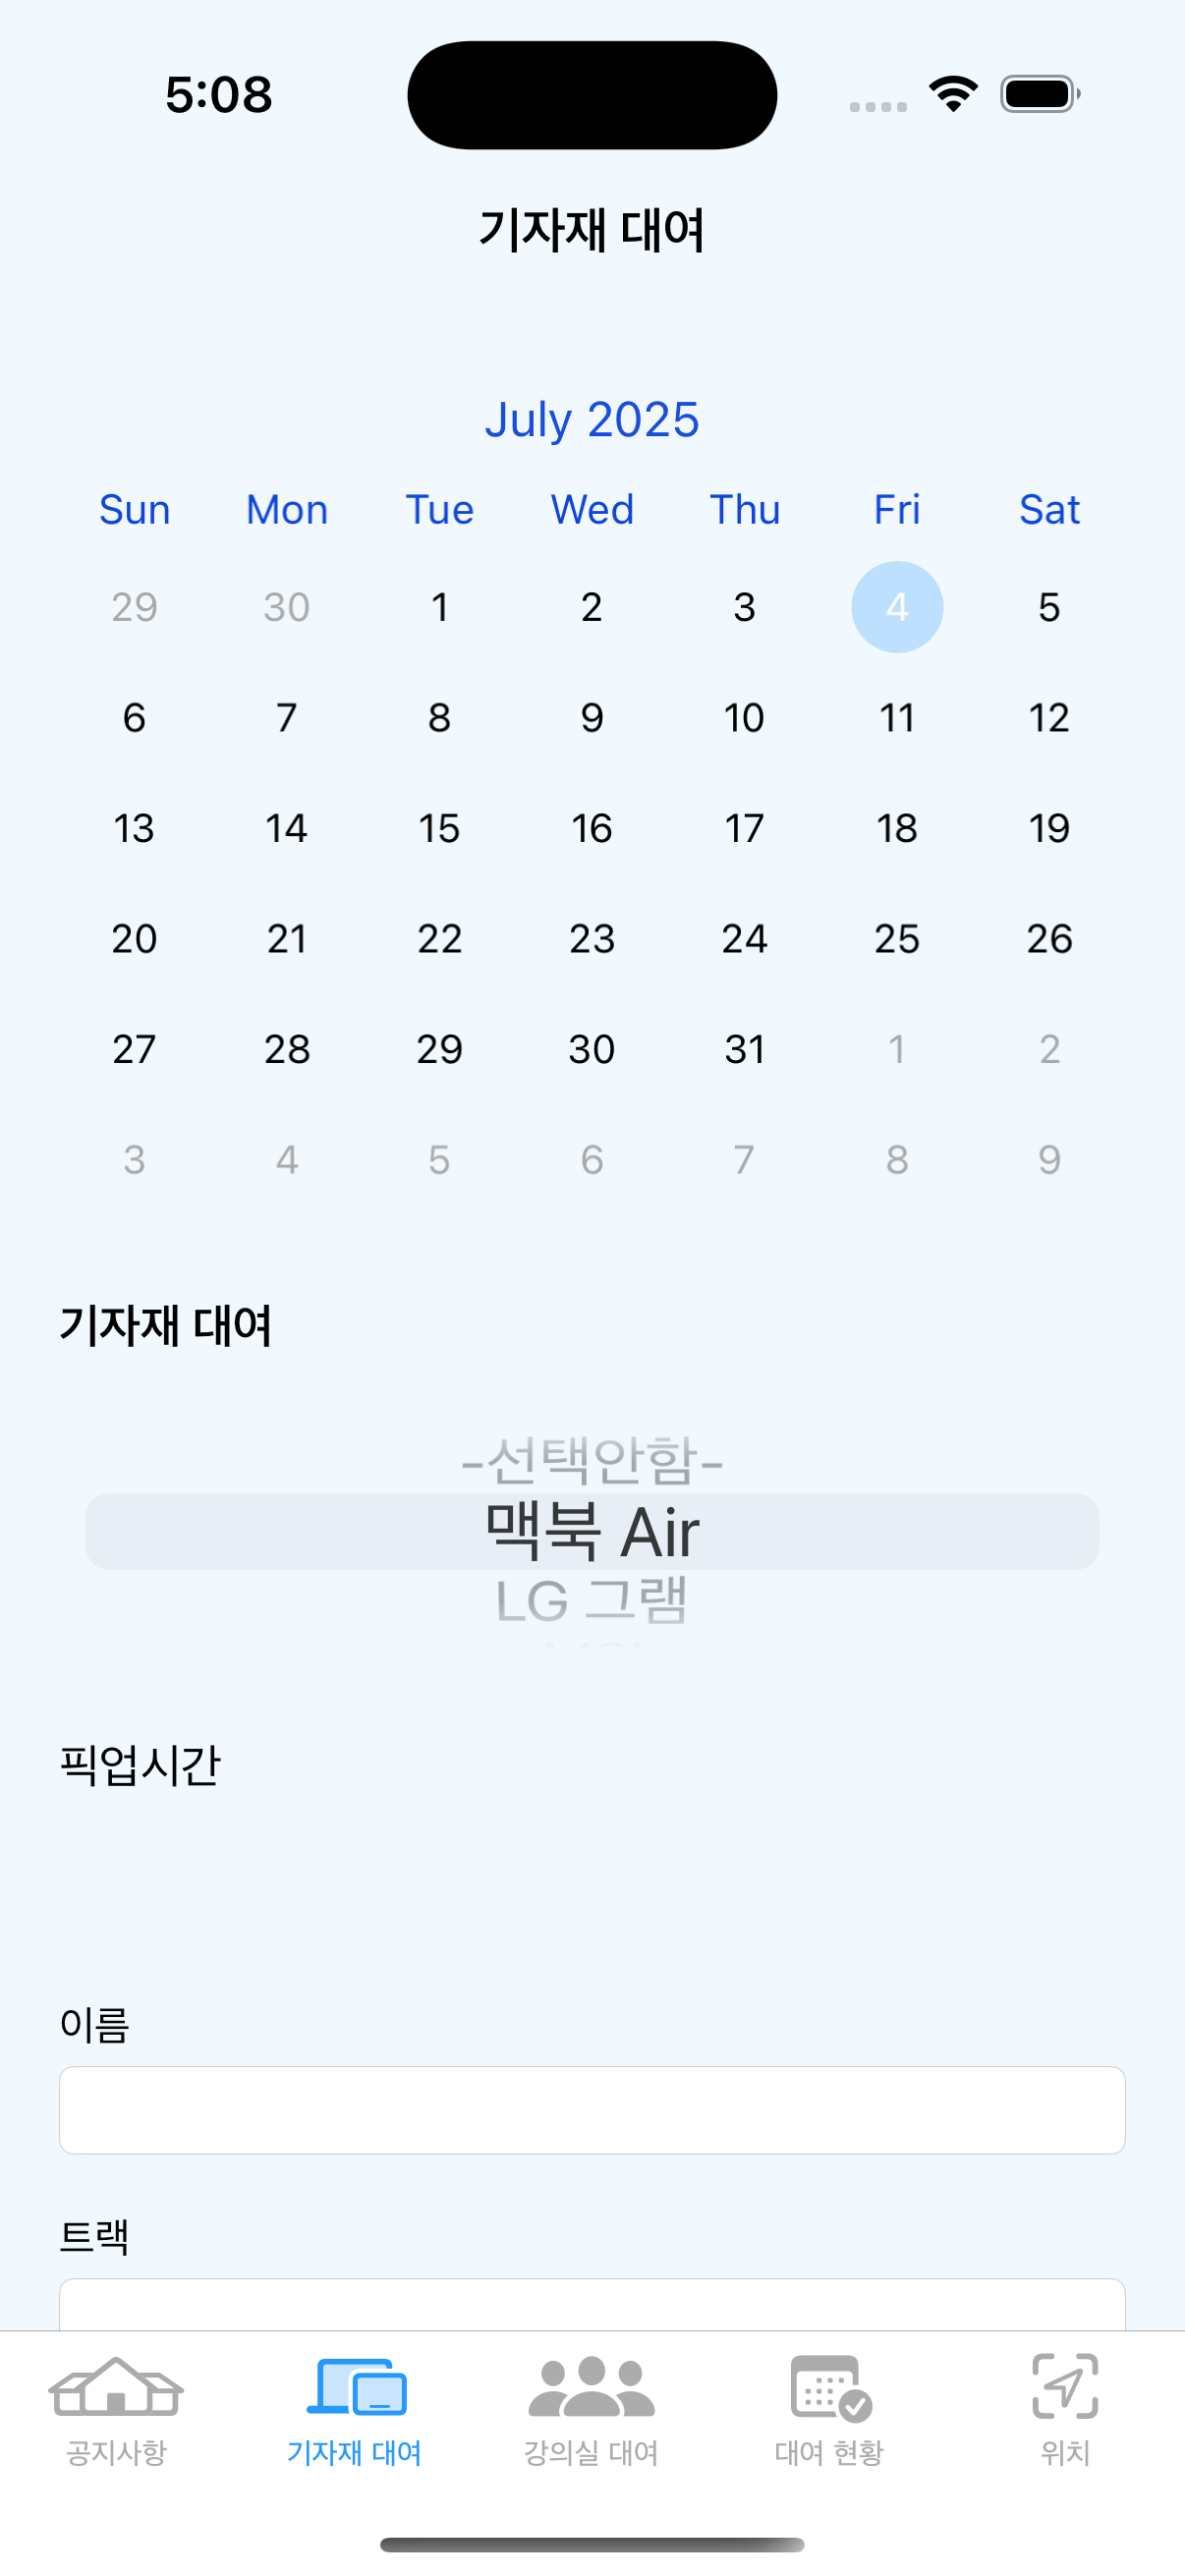 5:08
기자재 대여
July 2025
Sun Mon Tue Wed Thu Fri Sat
29 30 1 2 3 4 5
6 7 8 9 10 11 12
13 14 15 16 17 18 19
20 21 22 23 24 25 26
27 28 29 30 31 1 2
3 4 5 6 7 8 9
기자재 대여
-선택안함-
맥북 Air
LG 그램
픽업시간
이름
트랙
공지사항 기자재 대여 강의실 대여 대여 현황 위치